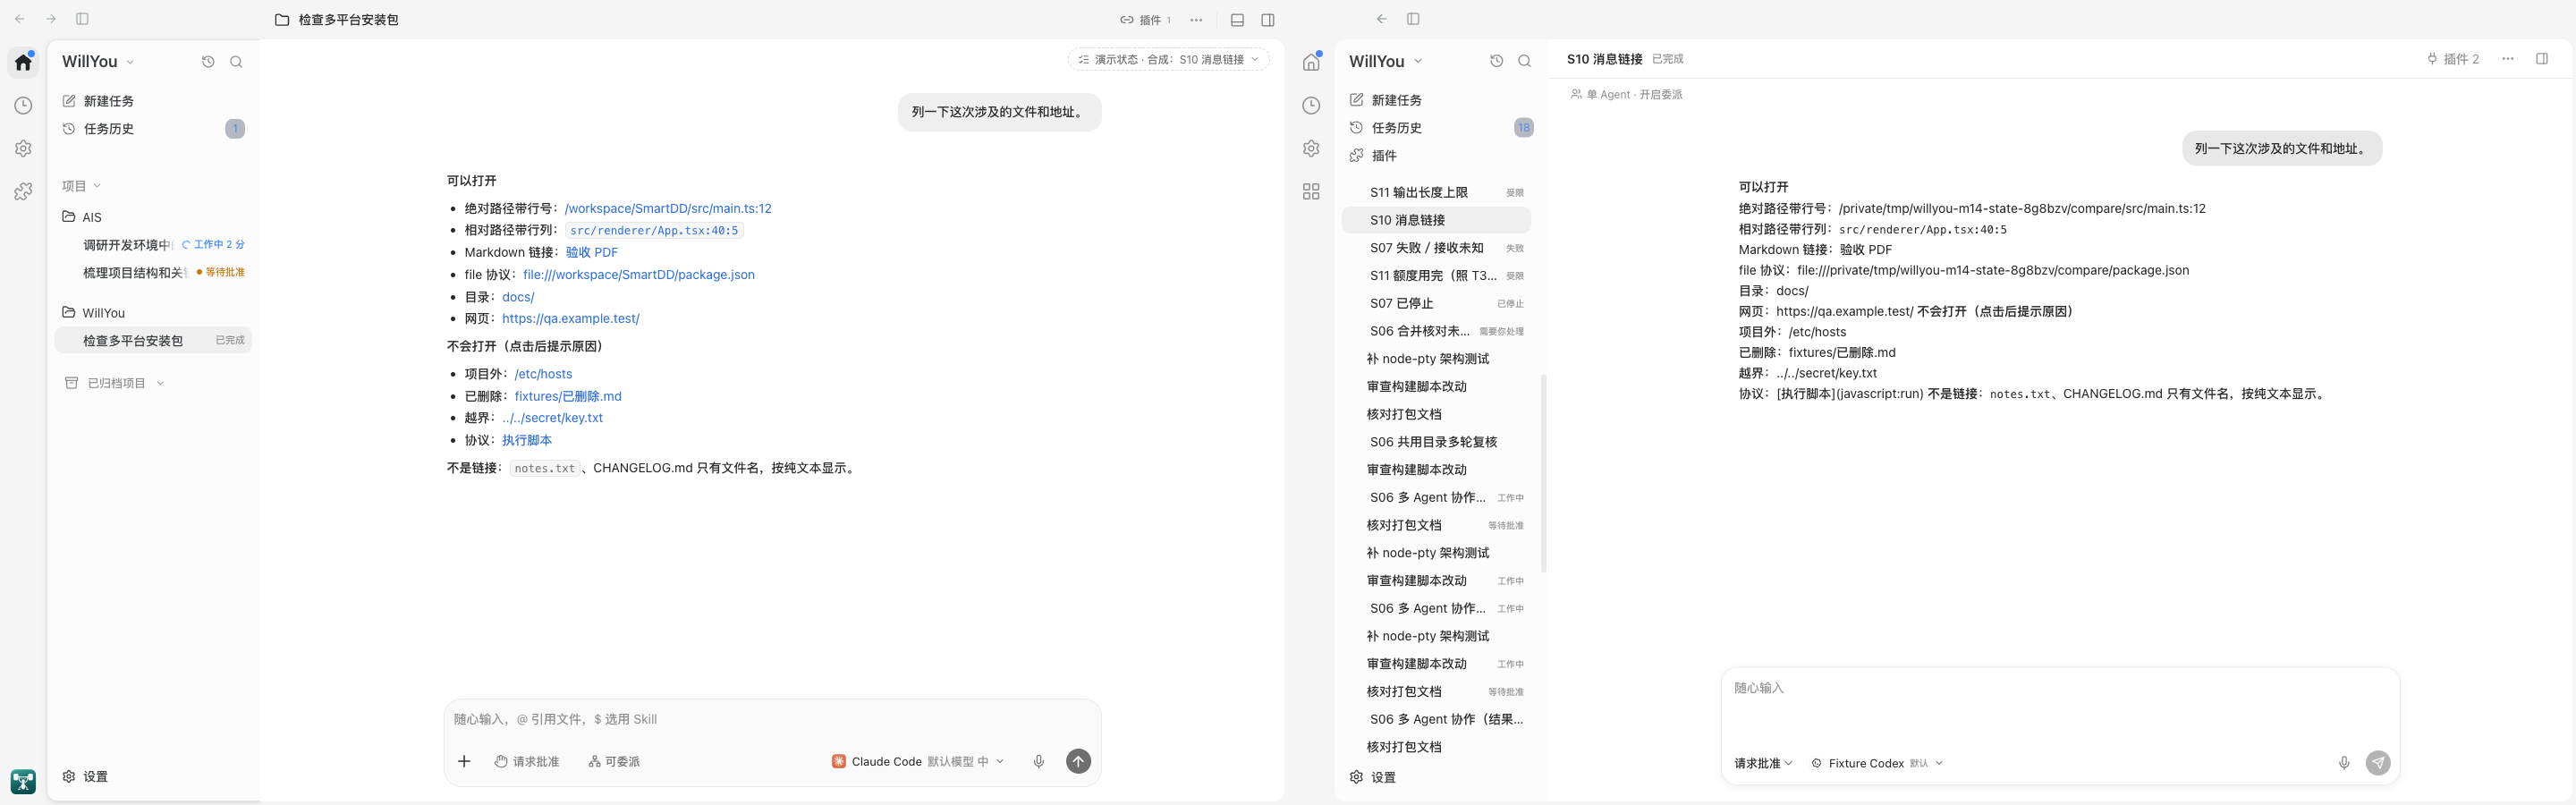 检查多平台安装包
插件 1
WillYou
新建任务
任务历史 1
项目
AIS
调研开发环境中 工作中 2 分
梳理项目结构和关 等待批准
WillYou
检查多平台安装包 已完成
已归档项目
设置
演示状态 · 合成：S10 消息链接
列一下这次涉及的文件和地址。
可以打开
• 绝对路径带行号：/workspace/SmartDD/src/main.ts:12
• 相对路径带行列：src/renderer/App.tsx:40:5
• Markdown 链接：验收 PDF
• file 协议：file:///workspace/SmartDD/package.json
• 目录：docs/
• 网页：https://qa.example.test/
不会打开（点击后提示原因）
• 项目外：/etc/hosts
• 已删除：fixtures/已删除.md
• 越界：../../secret/key.txt
• 协议：执行脚本
不是链接：notes.txt、CHANGELOG.md 只有文件名，按纯文本显示。
随心输入，@ 引用文件，$ 选用 Skill
请求批准
可委派
Claude Code 默认模型 中
WillYou
新建任务
任务历史 18
插件
S11 输出长度上限 受限
S10 消息链接
S07 失败 / 接收未知 失败
S11 额度用完（照 T3... 受限
S07 已停止 已停止
S06 合并核对未... 需要你处理
补 node-pty 架构测试
审查构建脚本改动
核对打包文档
S06 共用目录多轮复核
审查构建脚本改动
S06 多 Agent 协作... 工作中
核对打包文档 等待批准
补 node-pty 架构测试
审查构建脚本改动 工作中
S06 多 Agent 协作... 工作中
补 node-pty 架构测试
审查构建脚本改动 工作中
核对打包文档 等待批准
S06 多 Agent 协作（结果...
核对打包文档
设置
S10 消息链接 已完成
插件 2
单 Agent · 开启委派
列一下这次涉及的文件和地址。
可以打开
绝对路径带行号：/private/tmp/willyou-m14-state-8g8bzv/compare/src/main.ts:12
相对路径带行列：src/renderer/App.tsx:40:5
Markdown 链接：验收 PDF
file 协议：file:///private/tmp/willyou-m14-state-8g8bzv/compare/package.json
目录：docs/
网页：https://qa.example.test/ 不会打开（点击后提示原因）
项目外：/etc/hosts
已删除：fixtures/已删除.md
越界：../../secret/key.txt
协议：[执行脚本](javascript:run) 不是链接：notes.txt、CHANGELOG.md 只有文件名，按纯文本显示。
随心输入
请求批准
Fixture Codex 默认